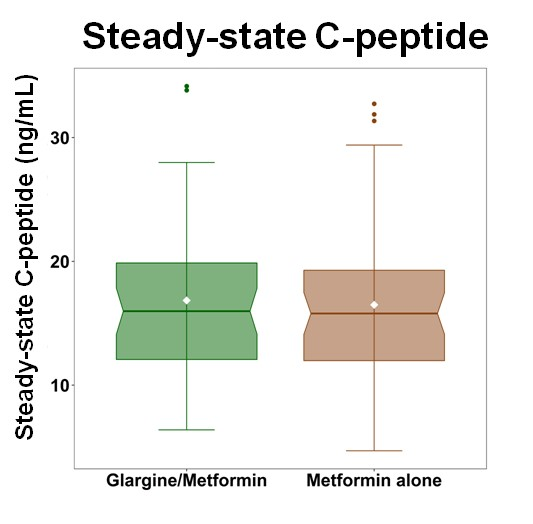 Steady-state C-peptide
Steady-state C-peptide (ng/mL)
30
20
10
Glargine/Metformin
Metformin alone